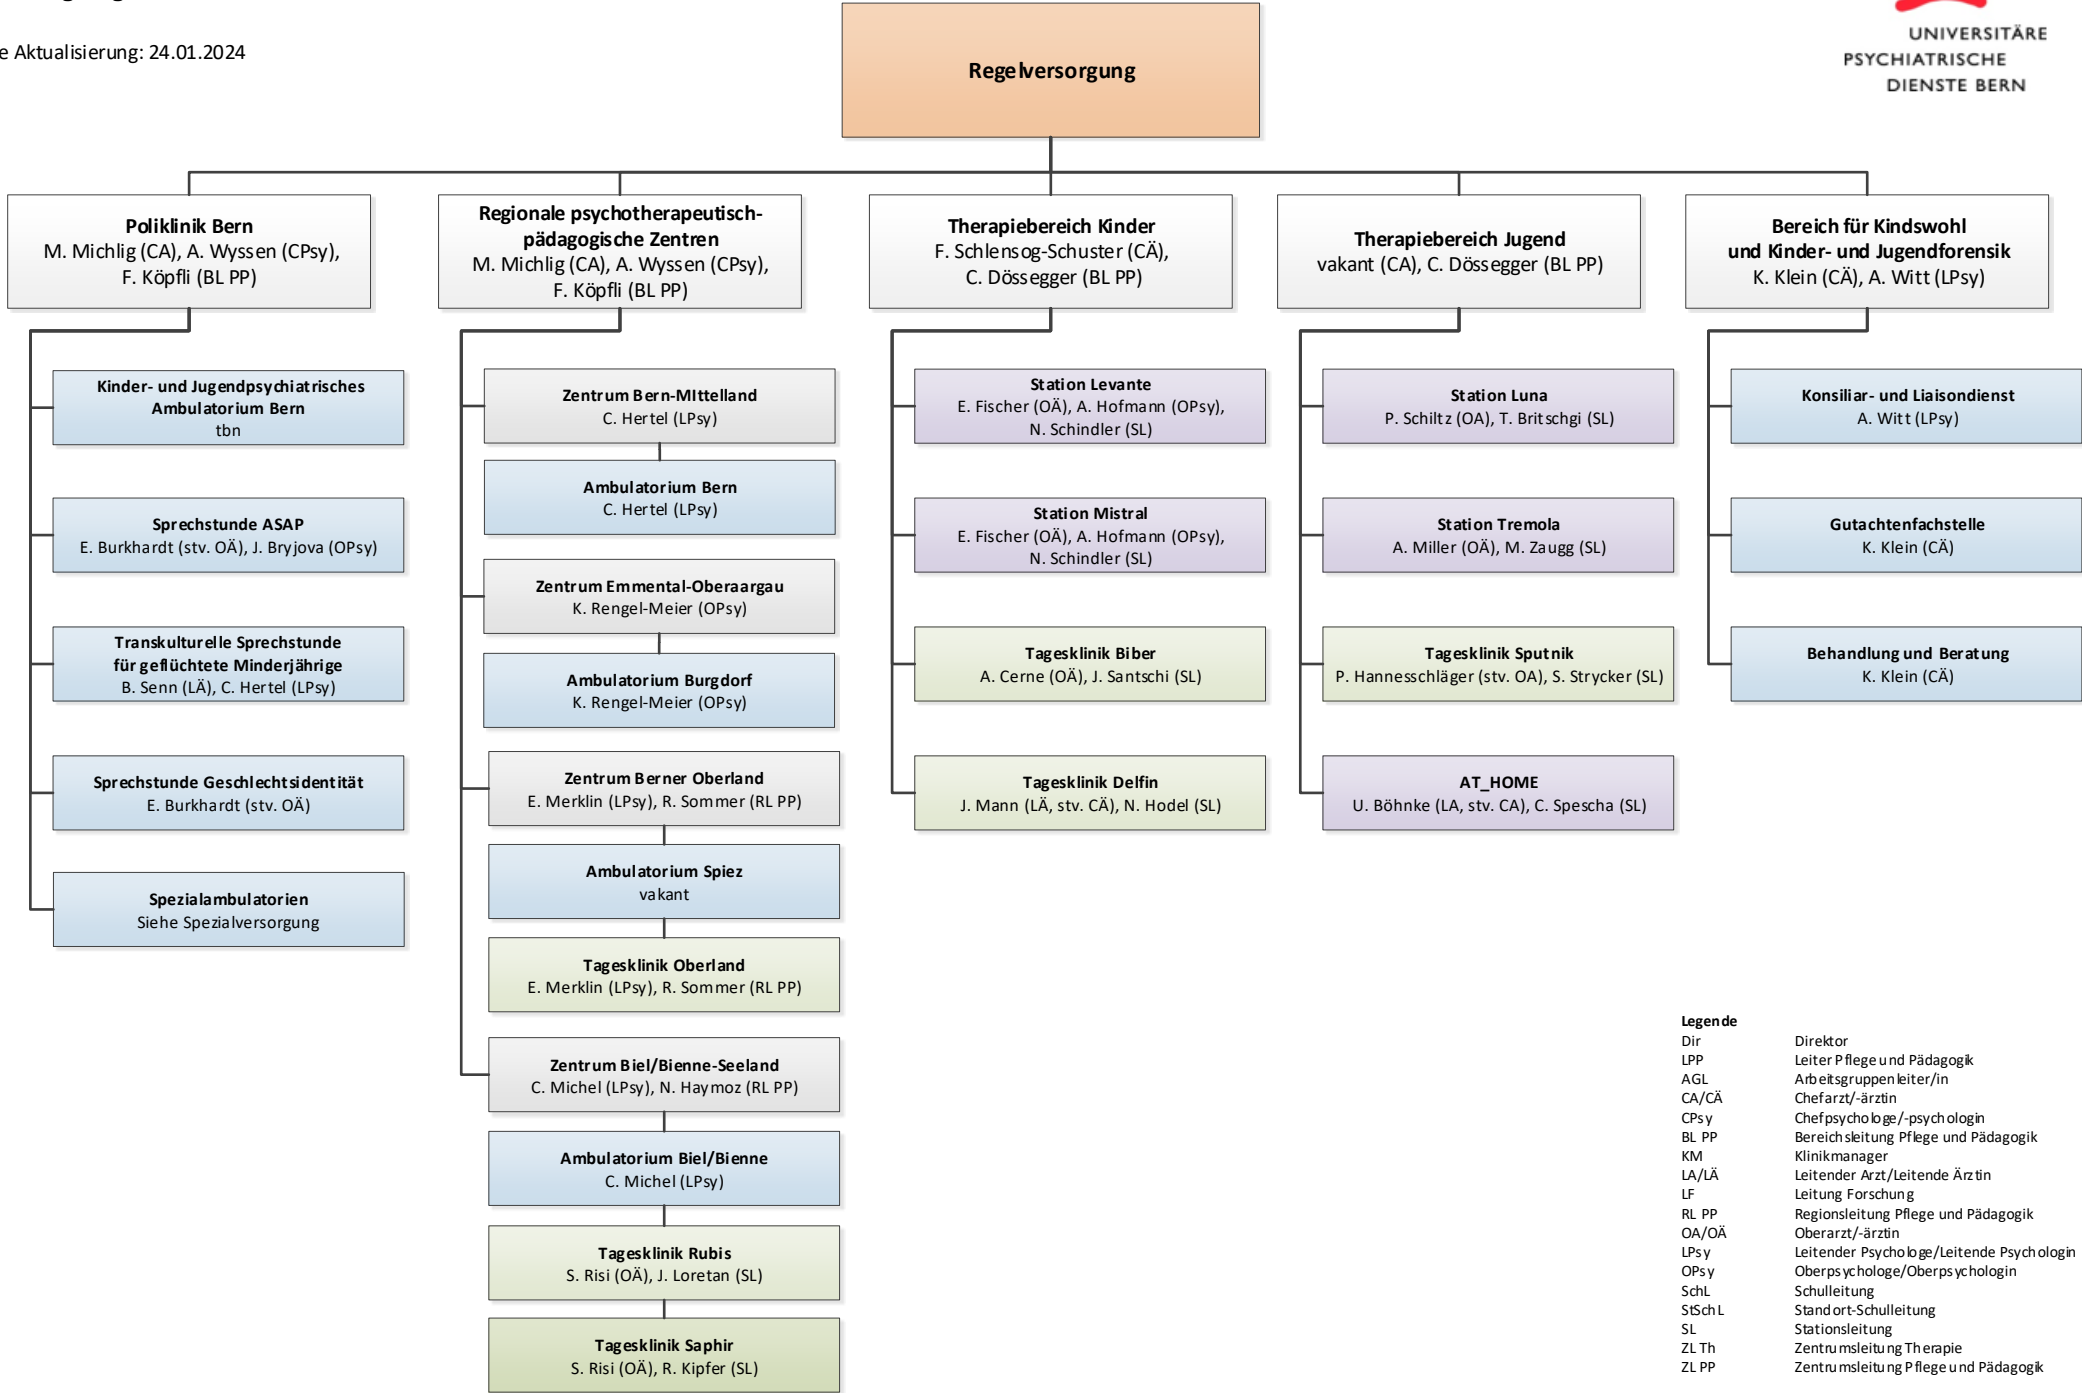 e Aktualisierung: 24.01.2024
UNIVERSITÄRE
PSYCHIATRISCHE
DIENSTE BERN
Regelversorgung
Poliklinik Bern
M. Michlig (CA), A. Wyssen (CPsy),
F. Köpfli (BL PP)
Kinder- und Jugendpsychiatrisches
Ambulatorium Bern
tbn
Sprechstunde ASAP
E. Burkhardt (stv. OÄ), J. Bryjova (OPsy)
Transkulturelle Sprechstunde
für geflüchtete Minderjährige
B. Senn (LÄ), C. Hertel (LPsy)
Sprechstunde Geschlechtsidentität
E. Burkhardt (stv. OÄ)
Spezialambulatorien
Siehe Spezialversorgung
Regionale psychotherapeutisch-
pädagogische Zentren
M. Michlig (CA), A. Wyssen (CPsy),
F. Köpfli (BL PP)
Zentrum Bern-MIttelland
C. Hertel (LPsy)
Ambulatorium Bern
C. Hertel (LPsy)
Zentrum Emmental-Oberaargau
K. Rengel-Meier (OPsy)
Ambulatorium Burgdorf
K. Rengel-Meier (OPsy)
Zentrum Berner Oberland
E. Merklin (LPsy), R. Sommer (RL PP)
Ambulatorium Spiez
vakant
Tagesklinik Oberland
E. Merklin (LPsy), R. Sommer (RL PP)
Zentrum Biel/Bienne-Seeland
C. Michel (LPsy), N. Haymoz (RL PP)
Ambulatorium Biel/Bienne
C. Michel (LPsy)
Tagesklinik Rubis
S. Risi (OÄ), J. Loretan (SL)
Tagesklinik Saphir
S. Risi (OÄ), R. Kipfer (SL)
Therapiebereich Kinder
F. Schlensog-Schuster (CÄ),
C. Dössegger (BL PP)
Station Levante
E. Fischer (OÄ), A. Hofmann (OPsy),
N. Schindler (SL)
Station Mistral
E. Fischer (OÄ), A. Hofmann (OPsy),
N. Schindler (SL)
Tagesklinik Biber
A. Cerne (OÄ), J. Santschi (SL)
Tagesklinik Delfin
J. Mann (LÄ, stv. CÄ), N. Hodel (SL)
Therapiebereich Jugend
vakant (CA), C. Dössegger (BL PP)
Station Luna
P. Schiltz (OA), T. Britschgi (SL)
Station Tremola
A. Miller (OÄ), M. Zaugg (SL)
Tagesklinik Sputnik
P. Hannesschläger (stv. OA), S. Strycker (SL)
AT_HOME
U. Böhnke (LA, stv. CA), C. Spescha (SL)
Bereich für Kindswohl
und Kinder- und Jugendforensik
K. Klein (CÄ), A. Witt (LPsy)
Konsiliar- und Liaisondienst
A. Witt (LPsy)
Gutachtenfachstelle
K. Klein (CÄ)
Behandlung und Beratung
K. Klein (CÄ)
Legende
Dir Direktor
LPP Leiter Pflege und Pädagogik
AGL Arbeitsgruppenleiter/in
CA/CÄ Chefarzt/-ärztin
CPsy Chefpsychologe/-psychologin
BL PP Bereichsleitung Pflege und Pädagogik
KM Klinikmanager
LA/LÄ Leitender Arzt/Leitende Ärztin
LF Leitung Forschung
RL PP Regionsleitung Pflege und Pädagogik
OA/OÄ Oberarzt/-ärztin
LPsy Leitender Psychologe/Leitende Psychologin
OPsy Oberpsychologe/Oberpsychologin
SchL Schulleitung
StSchL Standort-Schulleitung
SL Stationsleitung
ZL Th Zentrumsleitung Therapie
ZL PP Zentrumsleitung Pflege und Pädagogik